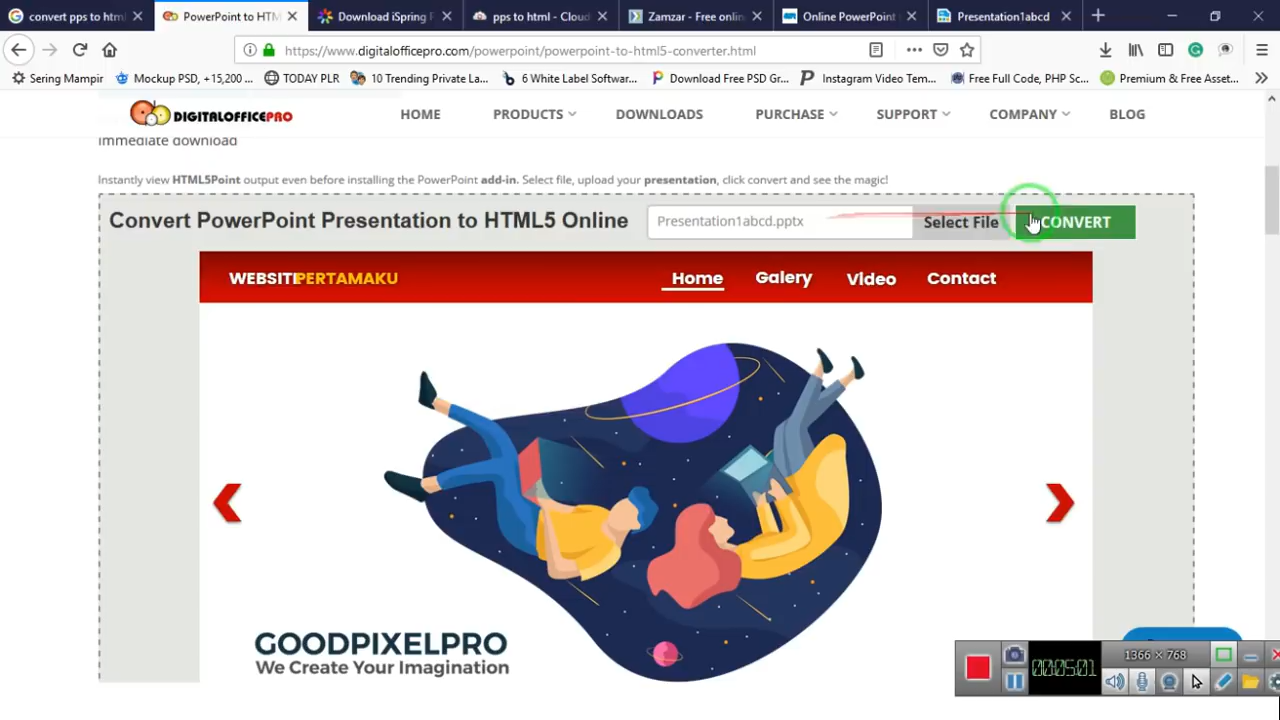 convert pps to html
PowerPoint to HTM
Download iSpring F
pps to html - Cloud
Zamzar - Free onlin
Online PowerPoint
Presentation1abcd
https://www.digitalofficepro.com/powerpoint/powerpoint-to-html5-converter.html
Sering Mampir
Mockup PSD, +15,200 ...
TODAY PLR
10 Trending Private La...
6 White Label Softwar...
Download Free PSD Gr...
Instagram Video Tem...
Free Full Code, PHP Sc...
Premium & Free Asset...
DIGITALOFFICEPRO
HOME
PRODUCTS
DOWNLOADS
PURCHASE
SUPPORT
COMPANY
BLOG
immediate download
Instantly view HTML5Point output even before installing the PowerPoint add-in. Select file, upload your presentation, click convert and see the magic!
Convert PowerPoint Presentation to HTML5 Online
Presentation1abcd.pptx
Select File
CONVERT
WEBSITEPERTAMAKU
Home
Galery
Video
Contact
GOODPIXELPRO
We Create Your Imagination
1366 × 768
00:05:01